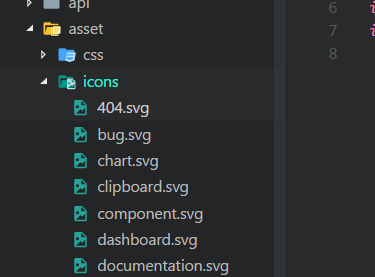 api
asset
css
icons
404.svg
bug.svg
chart.svg
clipboard.svg
component.svg
dashboard.svg
documentation.svg
6 i
7 i
8